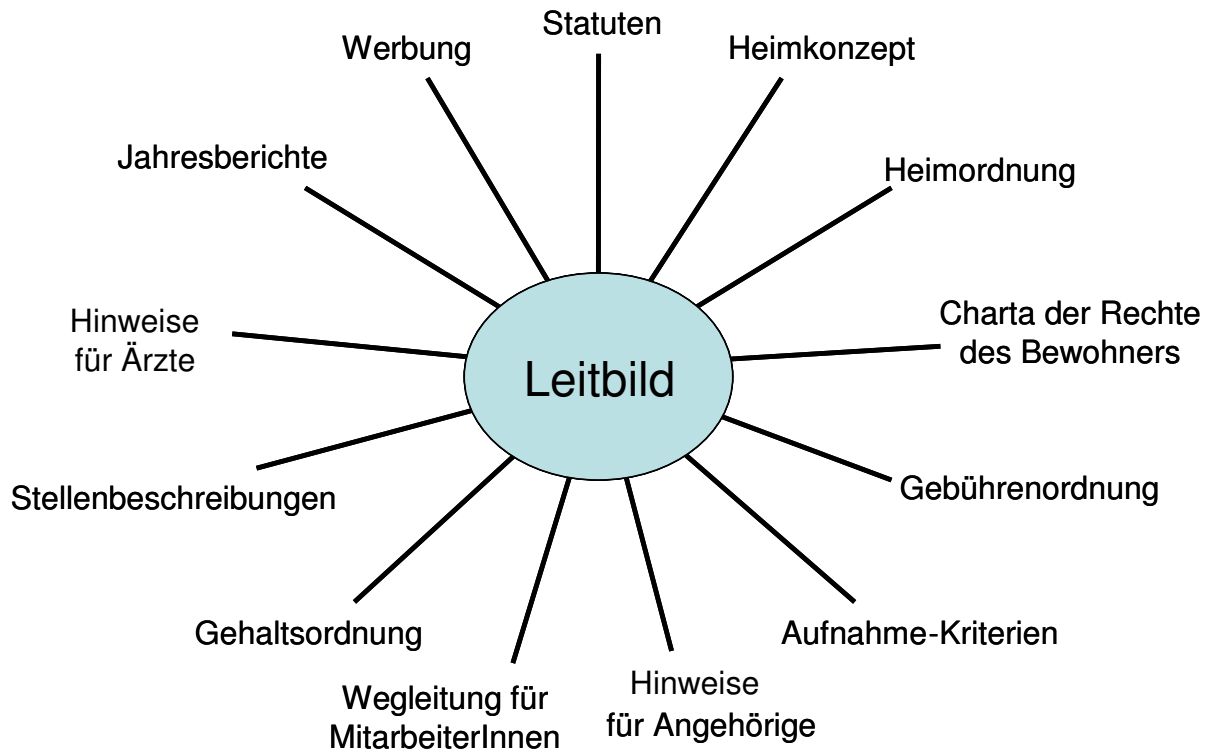 Statuten
Werbung
Heimkonzept
Jahresberichte
Heimordnung
Hinweise
für Ärzte
Charta der Rechte
des Bewohners
Leitbild
Stellenbeschreibungen
Gebührenordnung
Gehaltsordnung
Aufnahme-Kriterien
Wegleitung für
MitarbeiterInnen
Hinweise
für Angehörige